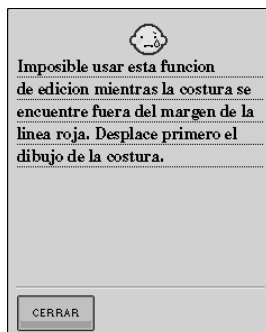 Imposible usar esta funcion
de edicion mientras la costura se
encuentre fuera del margen de la
linea roja. Desplace primero el
dibujo de la costura.
CERRAR